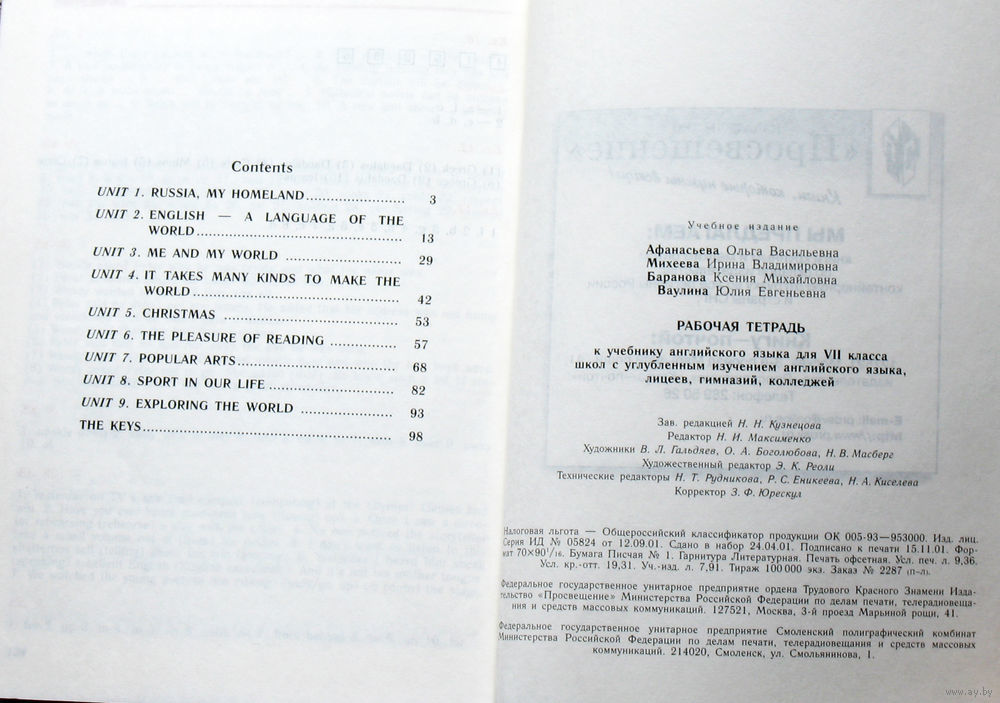 Contents
UNIT 1. RUSSIA, MY HOMELAND.................... 3
UNIT 2. ENGLISH — A LANGUAGE OF THE
WORLD.......................................... 13
UNIT 3. ME AND MY WORLD ........................ 29
UNIT 4. IT TAKES MANY KINDS TO MAKE THE
WORLD .......................................... 42
UNIT 5. CHRISTMAS .................................. 53
UNIT 6. THE PLEASURE OF READING .............. 57
UNIT 7. POPULAR ARTS............................... 68
UNIT 8. SPORT IN OUR LIFE ......................... 82
UNIT 9. EXPLORING THE WORLD ................... 93
THE KEYS.................................................. 98
Учебное издание
Афанасьева Ольга Васильевна
Михеева Ирина Владимировна
Баранова Ксения Михайловна
Ваулина Юлия Евгеньевна
РАБОЧАЯ ТЕТРАДЬ
к учебнику английского языка для VII класса
школ с углубленным изучением английского языка,
лицеев, гимназий, колледжей
Зав. редакцией Н. Н. Кузнецова
Редактор Н. И. Максименко
Художники В. Л. Гальдяев, О. А. Боголюбова, Н. В. Масберг
Художественный редактор Э. К. Реоли
Технические редакторы Н. Т. Рудникова, Р. С. Еникеева, Н. А. Киселева
Корректор З. Ф. Юрескул
Налоговая льгота — Общероссийский классификатор продукции ОК 005-93—953000. Изд. лиц.
Серия ИД № 05824 от 12.09.01. Сдано в набор 24.04.01. Подписано к печати 15.11.01. Фор-
мат 70×90 1/16. Бумага Писчая № 1. Гарнитура Литературная. Печать офсетная. Усл. печ. л. 9,36.
Усл. кр.-отт. 19,31. Уч.-изд. л. 7,91. Тираж 100 000 экз. Заказ № 2287 (п-л).
Федеральное государственное унитарное предприятие ордена Трудового Красного Знамени Изда-
тельство «Просвещение» Министерства Российской Федерации по делам печати, телерадиовеща-
ния и средств массовых коммуникаций. 127521, Москва, 3-й проезд Марьиной рощи, 41.
Федеральное государственное унитарное предприятие Смоленский полиграфический комбинат
Министерства Российской Федерации по делам печати, телерадиовещания и средств массовых
коммуникаций. 214020, Смоленск, ул. Смольянинова, 1.
www.ay.by